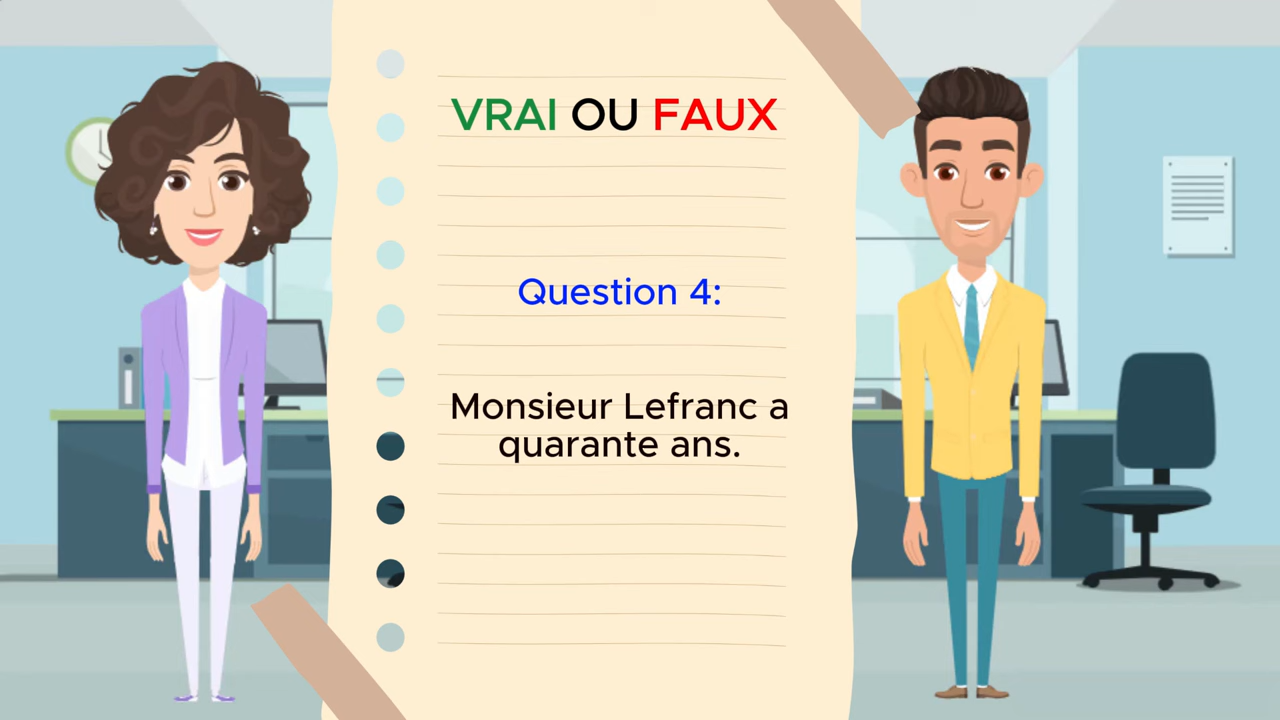 VRAI OU FAUX
Question 4:
Monsieur Lefranc a
quarante ans.